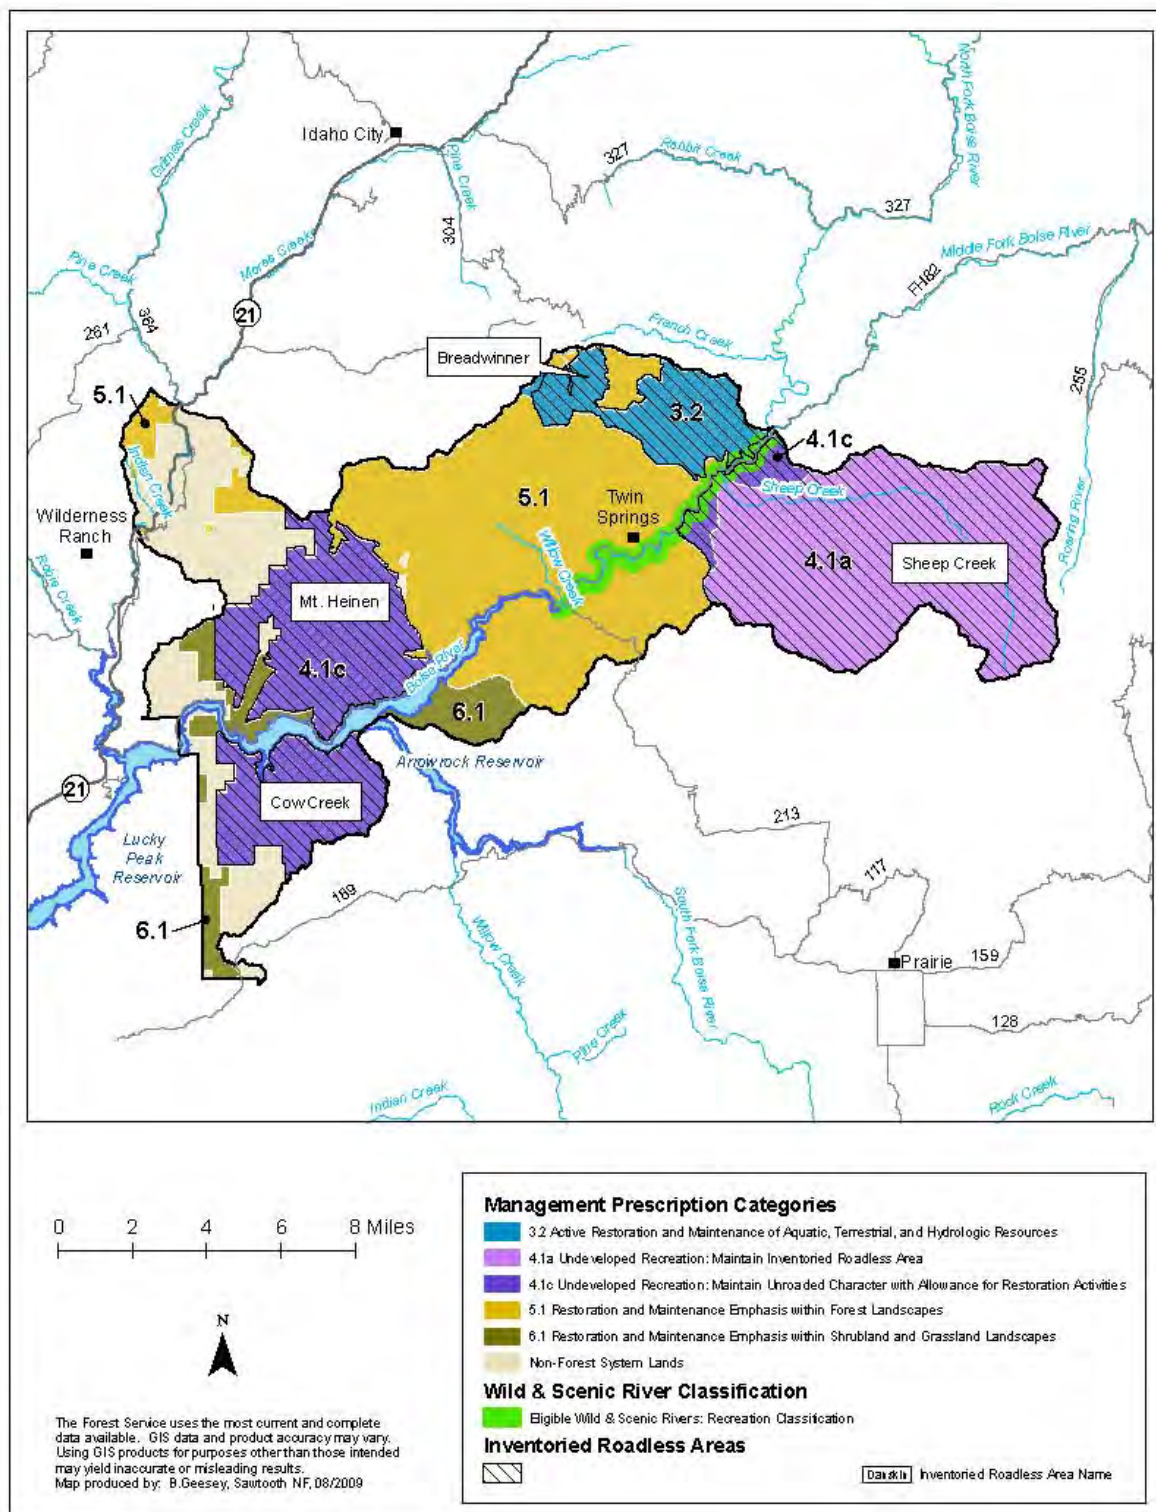 Idaho City
Grimes Creek
Pine Creek
304
327
Rabbit Creek
327
North Fork Boise River
Middle Fork Boise River
FH82
Pine Creek
Mores Creek
21
261
364
French Creek
255
Breadwinner
5.1
3.2
4.1c
Indian Creek
5.1
Twin
Springs
Sheep Creek
Roaring River
Wilderness
Ranch
Willow Creek
4.1a
Sheep Creek
Robie Creek
Mt. Heinen
4.1c
Boise River
6.1
Arrowrock Reservoir
21
Cow Creek
213
Lucky
Peak
Reservoir
117
189
6.1
Willow Creek
South Fork Boise River
Prairie
159
128
Pine Creek
Indian Creek
Rock Creek
0 2 4 6 8 Miles
N
The Forest Service uses the most current and complete
data available. GIS data and product accuracy may vary.
Using GIS products for purposes other than those intended
may yield inaccurate or misleading results.
Map produced by: B.Geesey, Sawtooth NF, 08/2009
Management Prescription Categories
3.2 Active Restoration and Maintenance of Aquatic, Terrestrial, and Hydrologic Resources
4.1a Undeveloped Recreation: Maintain Inventoried Roadless Area
4.1c Undeveloped Recreation: Maintain Unroaded Character with Allowance for Restoration Activities
5.1 Restoration and Maintenance Emphasis within Forest Landscapes
6.1 Restoration and Maintenance Emphasis within Shrubland and Grassland Landscapes
Non-Forest System Lands
Wild & Scenic River Classification
Eligible Wild & Scenic Rivers: Recreation Classification
Inventoried Roadless Areas
Danskin Inventoried Roadless Area Name